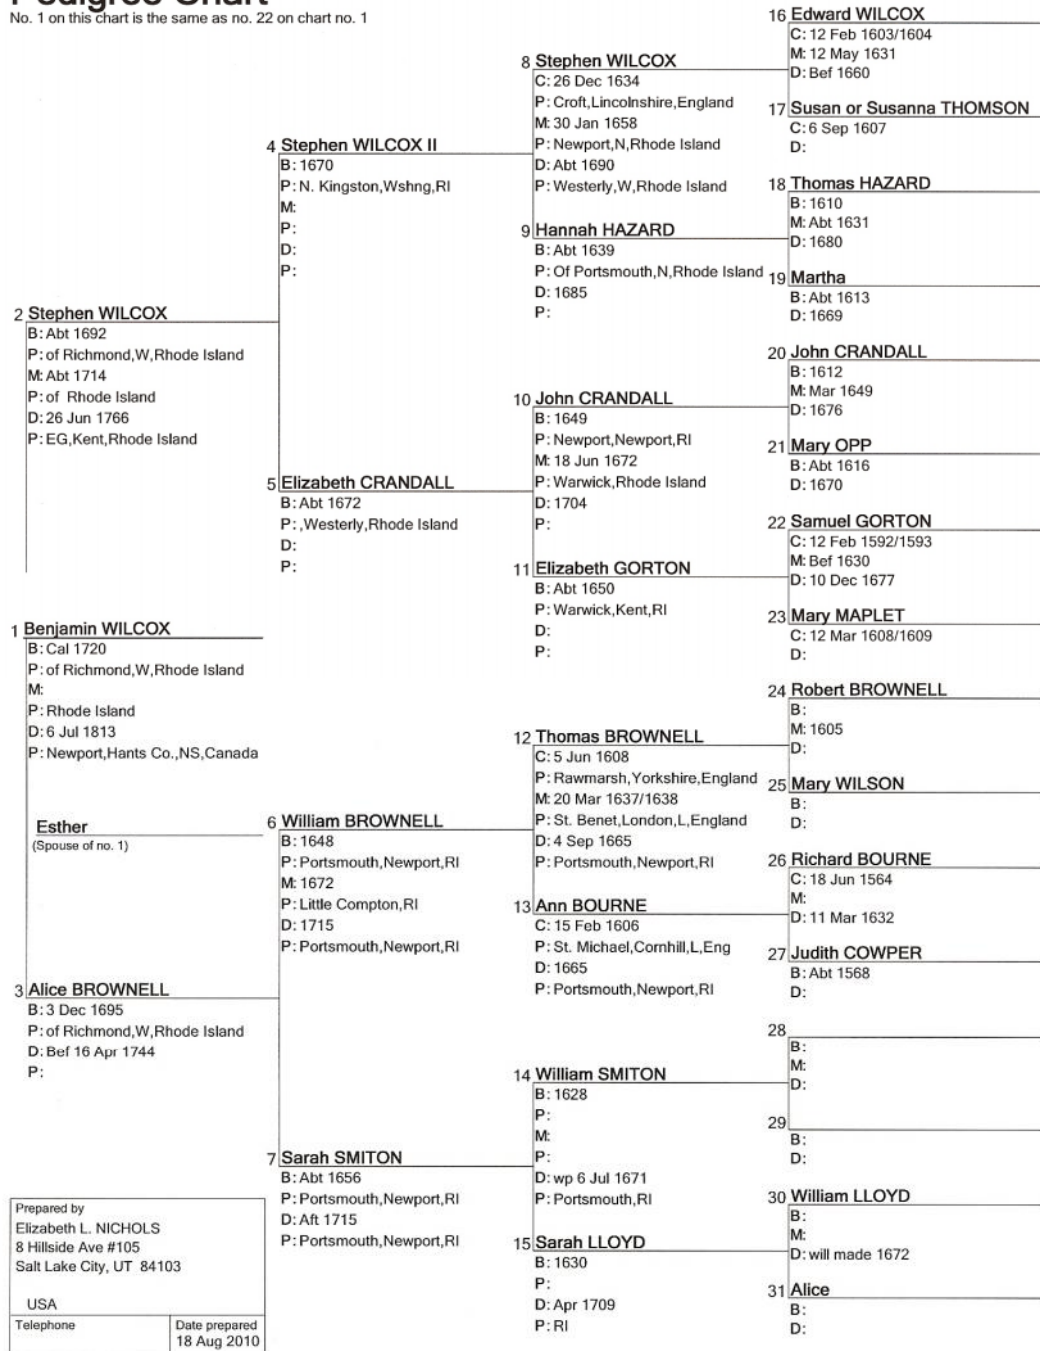 Pedigree Chart
No. 1 on this chart is the same as no. 22 on chart no. 1
1 Benjamin WILCOX
B: Cal 1720
P: of Richmond,W,Rhode Island
M:
P: Rhode Island
D: 6 Jul 1813
P: Newport,Hants Co.,NS,Canada
Esther
(Spouse of no. 1)
2 Stephen WILCOX
B: Abt 1692
P: of Richmond,W,Rhode Island
M: Abt 1714
P: of Rhode Island
D: 26 Jun 1766
P: EG,Kent,Rhode Island
3 Alice BROWNELL
B: 3 Dec 1695
P: of Richmond,W,Rhode Island
D: Bef 16 Apr 1744
P:
4 Stephen WILCOX II
B: 1670
P: N. Kingston,Wshng,RI
M:
P:
D:
P:
5 Elizabeth CRANDALL
B: Abt 1672
P: ,Westerly,Rhode Island
D:
P:
6 William BROWNELL
B: 1648
P: Portsmouth,Newport,RI
M: 1672
P: Little Compton,RI
D: 1715
P: Portsmouth,Newport,RI
7 Sarah SMITON
B: Abt 1656
P: Portsmouth,Newport,RI
D: Aft 1715
P: Portsmouth,Newport,RI
8 Stephen WILCOX
C: 26 Dec 1634
P: Croft,Lincolnshire,England
M: 30 Jan 1658
P: Newport,N,Rhode Island
D: Abt 1690
P: Westerly,W,Rhode Island
9 Hannah HAZARD
B: Abt 1639
P: Of Portsmouth,N,Rhode Island
D: 1685
P:
10 John CRANDALL
B: 1649
P: Newport,Newport,RI
M: 18 Jun 1672
P: Warwick,Rhode Island
D: 1704
P:
11 Elizabeth GORTON
B: Abt 1650
P: Warwick,Kent,RI
D:
P:
12 Thomas BROWNELL
C: 5 Jun 1608
P: Rawmarsh,Yorkshire,England
M: 20 Mar 1637/1638
P: St. Benet,London,L,England
D: 4 Sep 1665
P: Portsmouth,Newport,RI
13 Ann BOURNE
C: 15 Feb 1606
P: St. Michael,Cornhill,L,Eng
D: 1665
P: Portsmouth,Newport,RI
14 William SMITON
B: 1628
P:
M:
P:
D: wp 6 Jul 1671
P: Portsmouth,RI
15 Sarah LLOYD
B: 1630
P:
D: Apr 1709
P: RI
16 Edward WILCOX
C: 12 Feb 1603/1604
M: 12 May 1631
D: Bef 1660
17 Susan or Susanna THOMSON
C: 6 Sep 1607
D:
18 Thomas HAZARD
B: 1610
M: Abt 1631
D: 1680
19 Martha
B: Abt 1613
D: 1669
20 John CRANDALL
B: 1612
M: Mar 1649
D: 1676
21 Mary OPP
B: Abt 1616
D: 1670
22 Samuel GORTON
C: 12 Feb 1592/1593
M: Bef 1630
D: 10 Dec 1677
23 Mary MAPLET
C: 12 Mar 1608/1609
D:
24 Robert BROWNELL
B:
M: 1605
D:
25 Mary WILSON
B:
D:
26 Richard BOURNE
C: 18 Jun 1564
M:
D: 11 Mar 1632
27 Judith COWPER
B: Abt 1568
D:
28
B:
M:
D:
29
B:
D:
30 William LLOYD
B:
M:
D: will made 1672
31 Alice
B:
D:
Prepared by
Elizabeth L. NICHOLS
8 Hillside Ave #105
Salt Lake City, UT 84103
USA
Telephone
Date prepared
18 Aug 2010